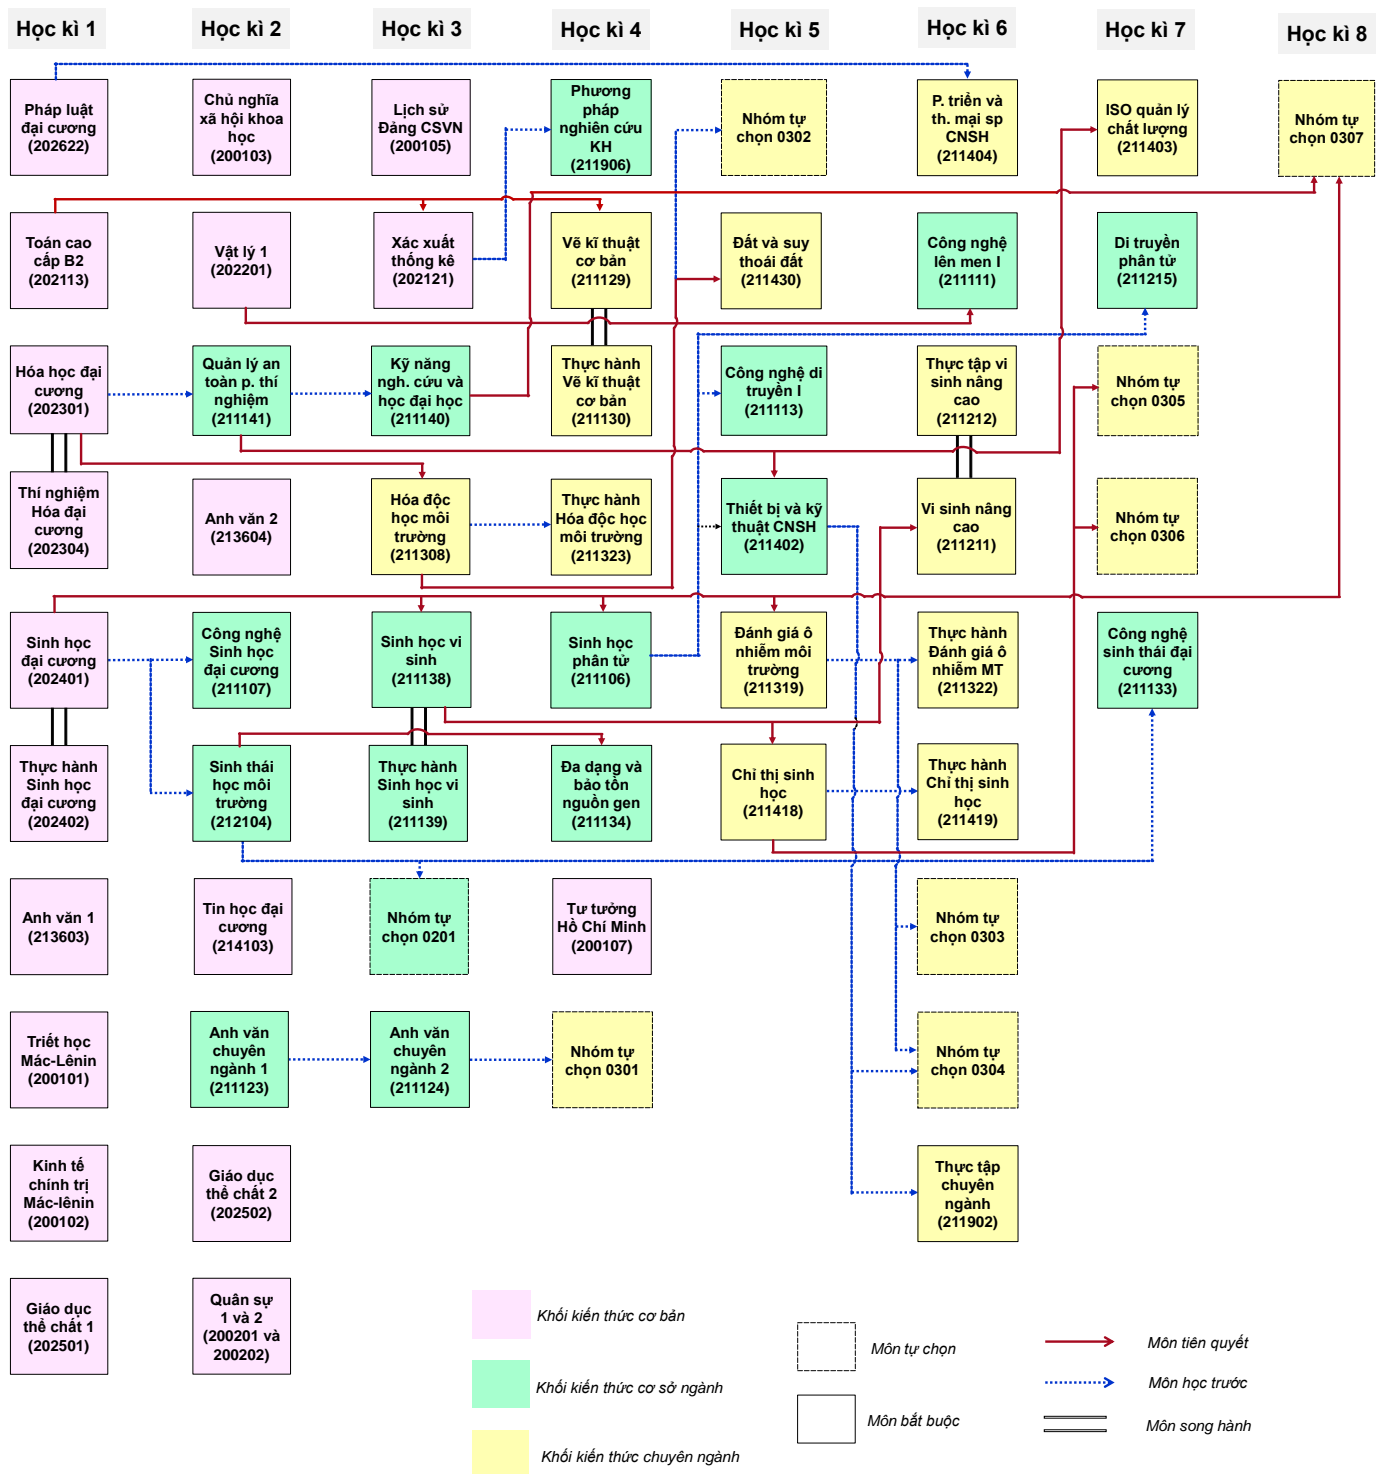 Học kì 1
Học kì 2
Học kì 3
Học kì 4
Học kì 5
Học kì 6
Học kì 7
Học kì 8
Pháp luật
đại cương
(202622)
Chủ nghĩa
xã hội khoa
học
(200103)
Lịch sử
Đảng CSVN
(200105)
Phương
pháp
nghiên cứu
KH
(211906)
Nhóm tự
chọn 0302
P. triển và
th. mại sp
CNSH
(211404)
ISO quản lý
chất lượng
(211403)
Nhóm tự
chọn 0307
Toán cao
cấp B2
(202113)
Vật lý 1
(202201)
Xác xuất
thống kê
(202121)
Vẽ kĩ thuật
cơ bản
(211129)
Đất và suy
thoái đất
(211430)
Công nghệ
lên men I
(211111)
Di truyền
phân tử
(211215)
Hóa học đại
cương
(202301)
Quản lý an
toàn p. thí
nghiệm
(211141)
Kỹ năng
ngh. cứu và
học đại học
(211140)
Thực hành
Vẽ kĩ thuật
cơ bản
(211130)
Công nghệ di
truyền I
(211113)
Thực tập vi
sinh nâng
cao
(211212)
Nhóm tự
chọn 0305
Thí nghiệm
Hóa đại
cương
(202304)
Anh văn 2
(213604)
Hóa độc
học môi
trường
(211308)
Thực hành
Hóa độc học
môi trường
(211323)
Thiết bị và kỹ
thuật CNSH
(211402)
Vi sinh nâng
cao
(211211)
Nhóm tự
chọn 0306
Sinh học
đại cương
(202401)
Công nghệ
Sinh học
đại cương
(211107)
Sinh học vi
sinh
(211138)
Sinh học
phân tử
(211106)
Đánh giá ô
nhiễm môi
trường
(211319)
Thực hành
Đánh giá ô
nhiễm MT
(211322)
Công nghệ
sinh thái đại
cương
(211133)
Thực hành
Sinh học
đại cương
(202402)
Sinh thái
học môi
trường
(212104)
Thực hành
Sinh học vi
sinh
(211139)
Đa dạng và
bảo tồn
nguồn gen
(211134)
Chỉ thị sinh
học
(211418)
Thực hành
Chỉ thị sinh
học
(211419)
Anh văn 1
(213603)
Tin học đại
cương
(214103)
Nhóm tự
chọn 0201
Tư tưởng
Hồ Chí Minh
(200107)
Nhóm tự
chọn 0303
Triết học
Mác-Lênin
(200101)
Anh văn
chuyên
ngành 1
(211123)
Anh văn
chuyên
ngành 2
(211124)
Nhóm tự
chọn 0301
Nhóm tự
chọn 0304
Kinh tế
chính trị
Mác-lênin
(200102)
Giáo dục
thể chất 2
(202502)
Thực tập
chuyên
ngành
(211902)
Giáo dục
thể chất 1
(202501)
Quân sự
1 và 2
(200201 và
200202)
Khối kiến thức cơ bản
Khối kiến thức cơ sở ngành
Khối kiến thức chuyên ngành
Môn tự chọn
Môn bắt buộc
Môn tiên quyết
Môn học trước
Môn song hành